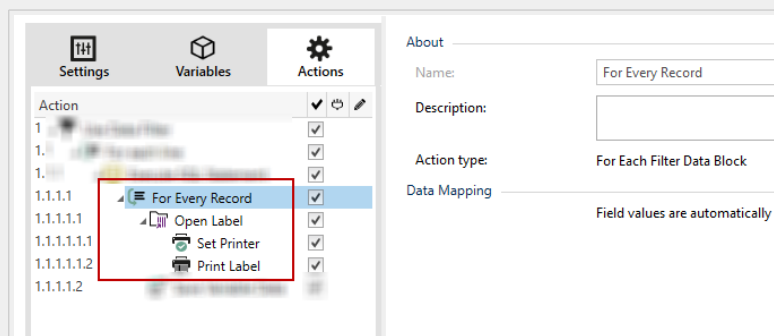 Settings Variables Actions
Action
1
1.
1.
1.1.1.1 For Every Record
1.1.1.1.1 Open Label
1.1.1.1.1.1 Set Printer
1.1.1.1.1.2 Print Label
1.1.1.1.2
About
Name: For Every Record
Description:
Action type: For Each Filter Data Block
Data Mapping
Field values are automatically